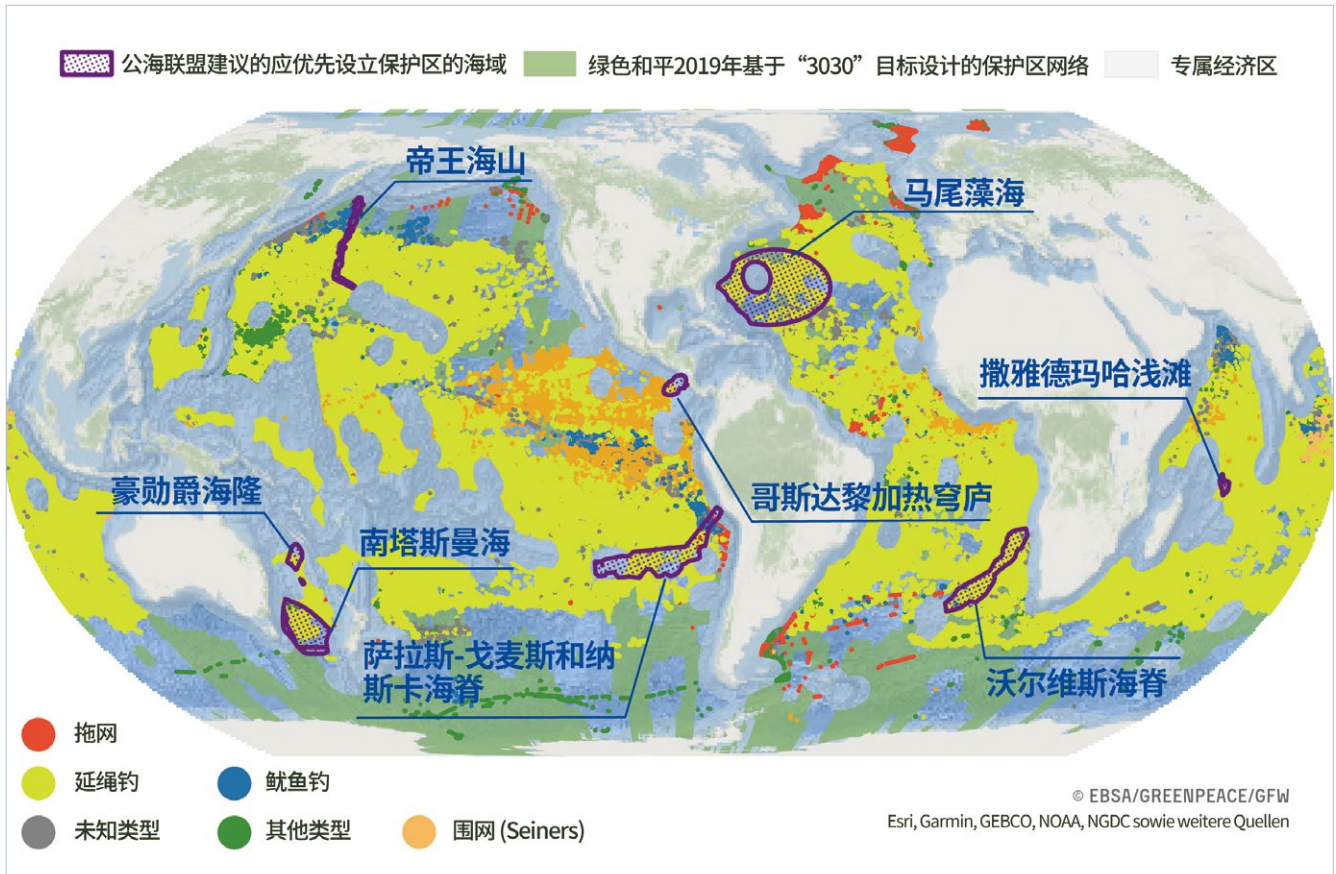 公海联盟建议的应优先设立保护区的海域
绿色和平2019年基于“3030”目标设计的保护区网络
专属经济区
帝王海山
马尾藻海
撒雅德玛哈浅滩
豪勋爵海隆
南塔斯曼海
哥斯达黎加热穹庐
萨拉斯-戈麦斯和纳
斯卡海脊
沃尔维斯海脊
拖网
延绳钓
鱿鱼钓
未知类型
其他类型
围网 (Seiners)
© EBSA/GREENPEACE/GFW
Esri, Garmin, GEBCO, NOAA, NGDC sowie weitere Quellen